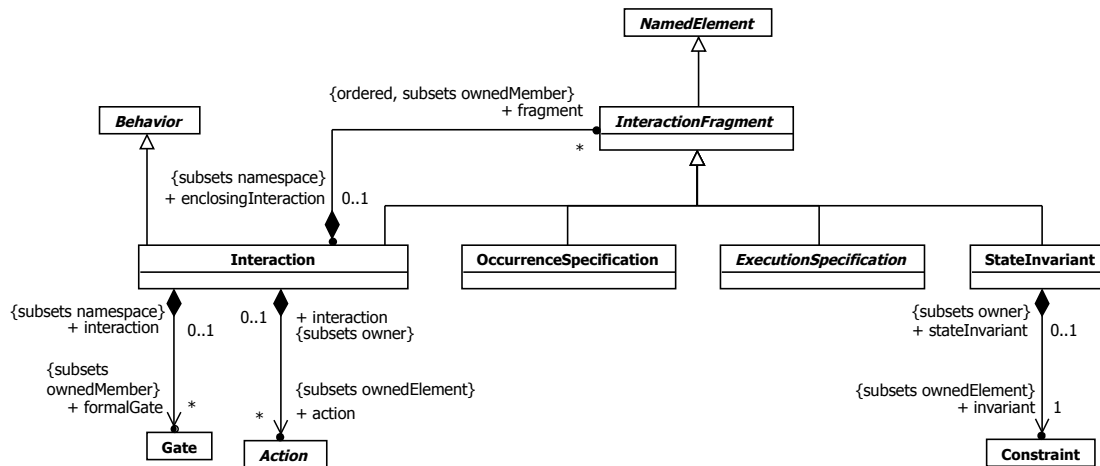 NamedElement
{ordered, subsets ownedMember}
+ fragment
InteractionFragment
*
Behavior
{subsets namespace}
+ enclosingInteraction
0..1
Interaction
OccurrenceSpecification
ExecutionSpecification
StateInvariant
{subsets namespace}
+ interaction
0..1
0..1
+ interaction
{subsets owner}
{subsets owner}
+ stateInvariant
0..1
{subsets
ownedMember}
+ formalGate
*
{subsets ownedElement}
+ action
*
{subsets ownedElement}
+ invariant
1
Gate
Action
Constraint